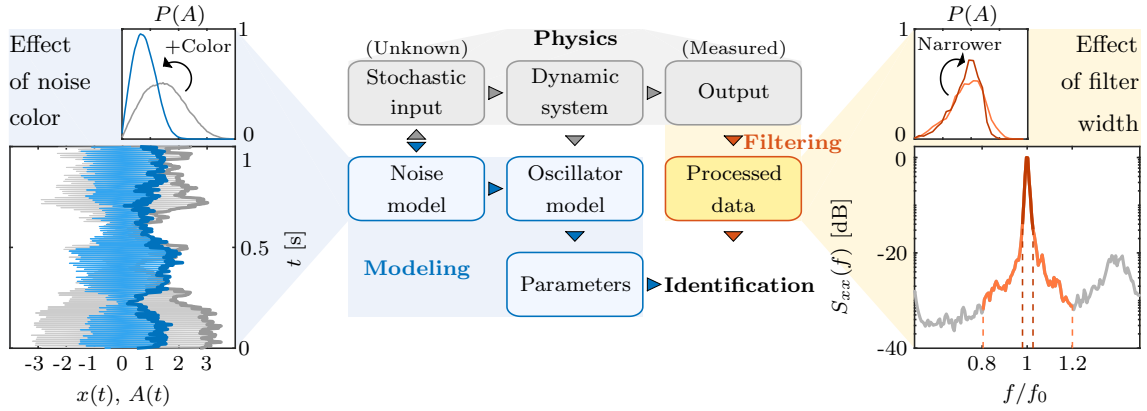 Effect
of noise
color
P(A)
1
+Color
0
1
0.5
0
t [s]
-3 -2 -1 0 1 2 3
x(t), A(t)
Physics
(Unknown)
(Measured)
Stochastic
input
Dynamic
system
Output
Filtering
Noise
model
Oscillator
model
Processed
data
Modeling
Parameters
Identification
P(A)
1
Narrower
0
Effect
of filter
width
S_xx(f) [dB]
0
-20
-40
0.8 1 1.2
f/f_0